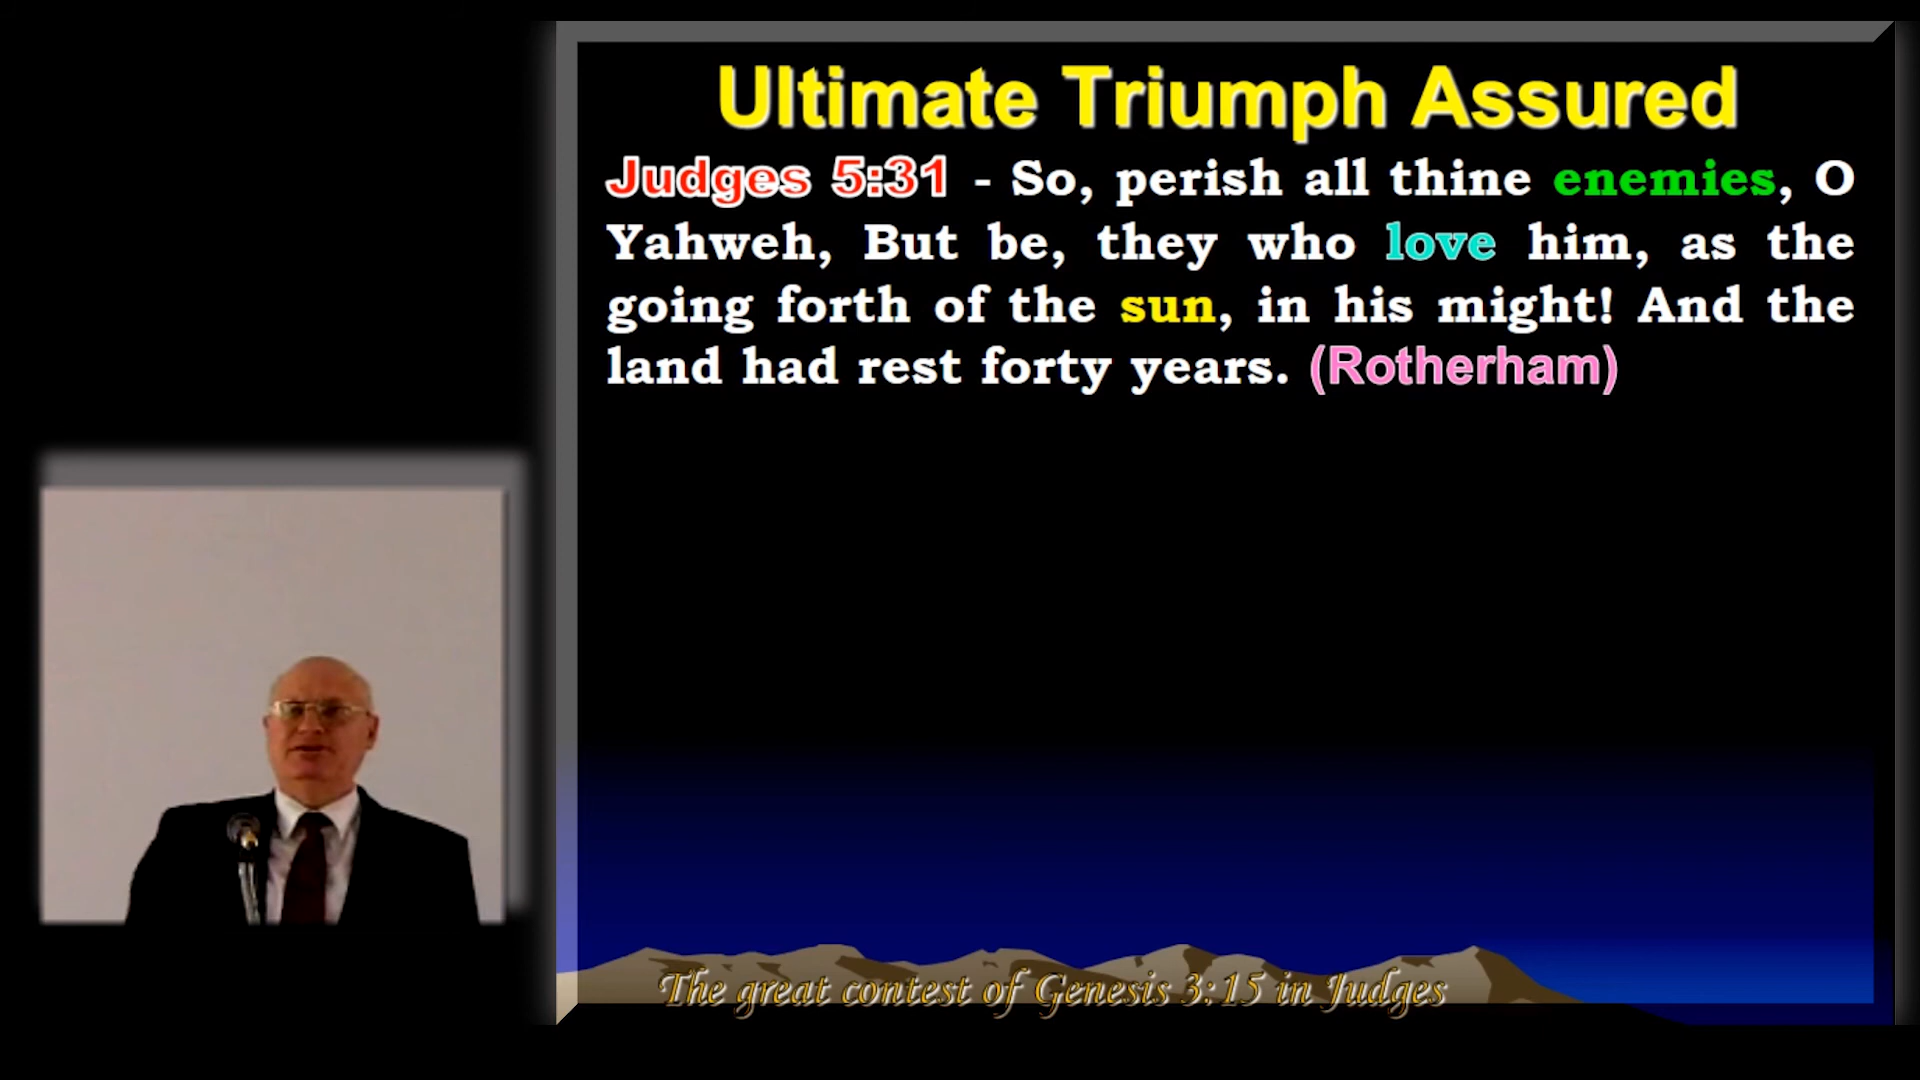 Ultimate Triumph Assured
Judges 5:31 - So, perish all thine enemies, O
Yahweh, But be, they who love him, as the
going forth of the sun, in his might! And the
land had rest forty years. (Rotherham)
The great contest of Genesis 3:15 in Judges